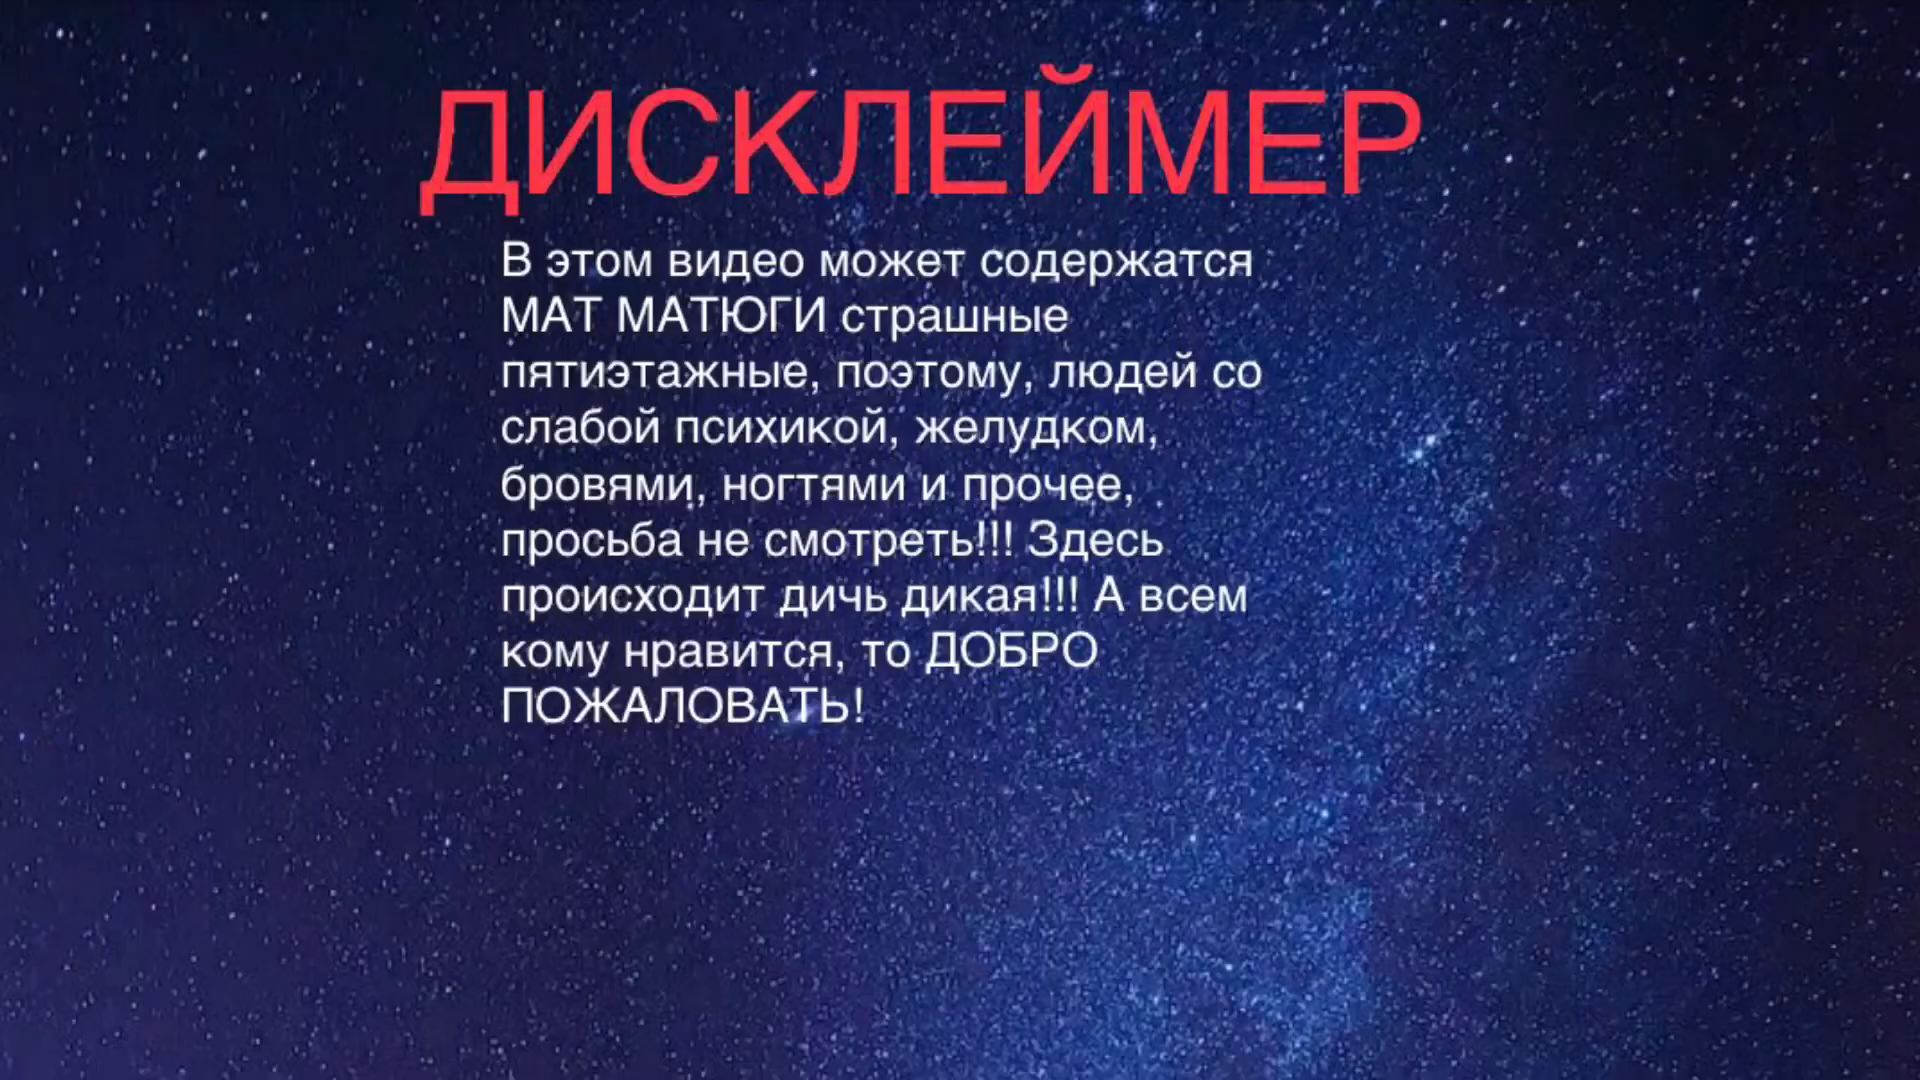 ДИСКЛЕЙМЕР
В этом видео может содержатся
МАТ МАТЮГИ страшные
пятиэтажные, поэтому, людей со
слабой психикой, желудком,
бровями, ногтями и прочее,
просьба не смотреть!!! Здесь
происходит дичь дикая!!! А всем
кому нравится, то ДОБРО
ПОЖАЛОВАТЬ!